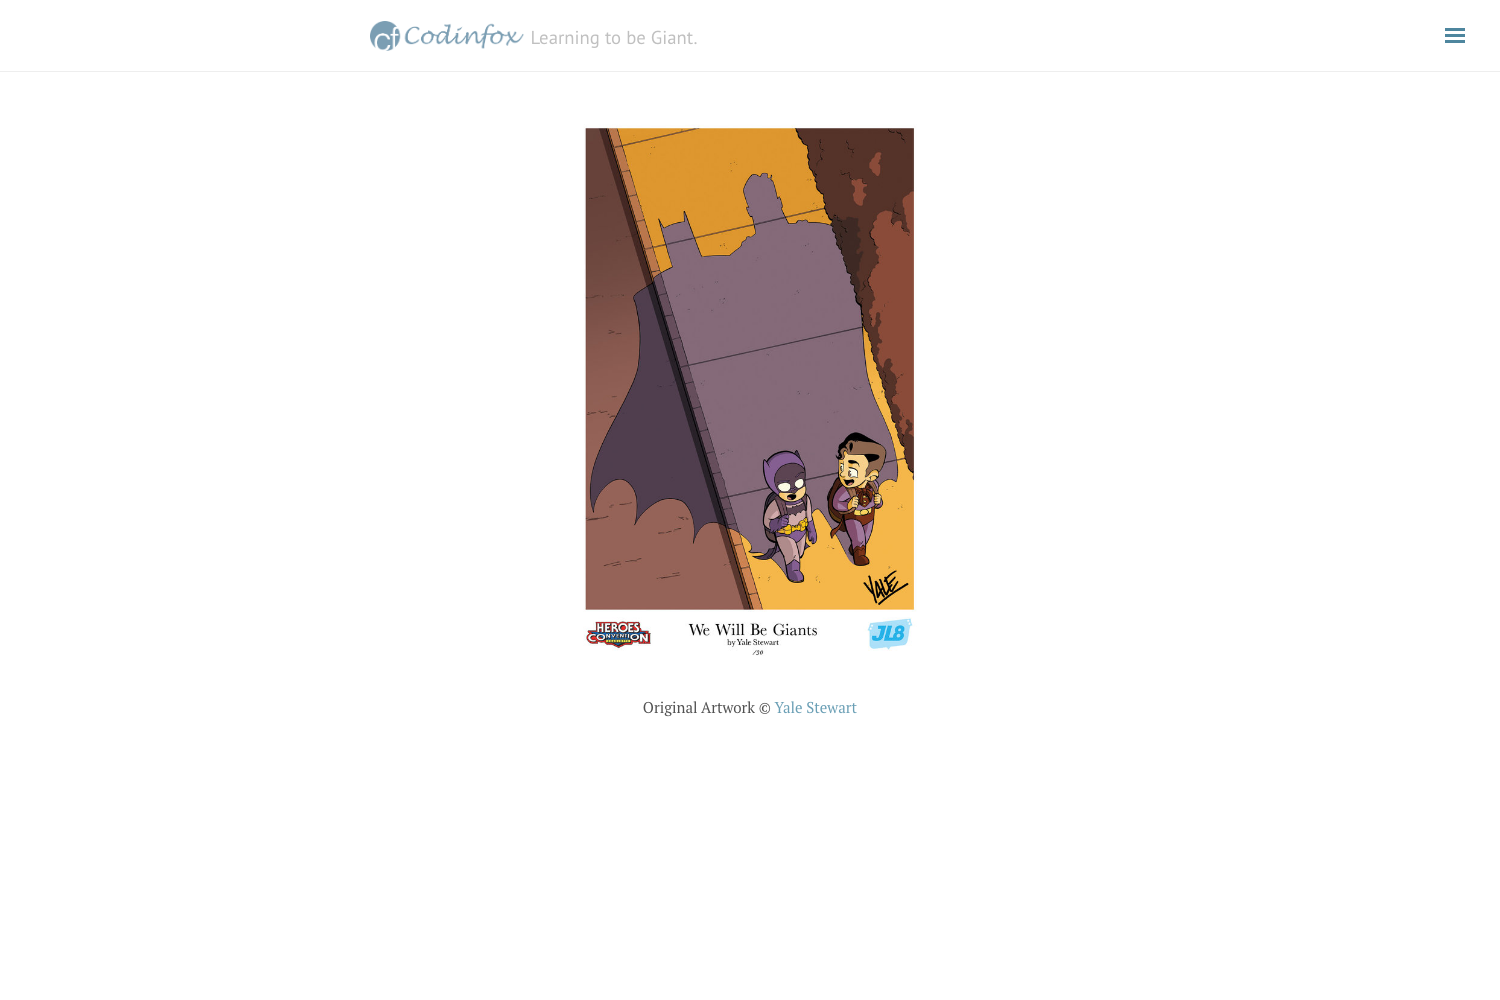 cf Codinfox Learning to be Giant.
YALE
HEROES
CONVENTION
We Will Be Giants
by Yale Stewart
/30
JL8
Original Artwork © Yale Stewart